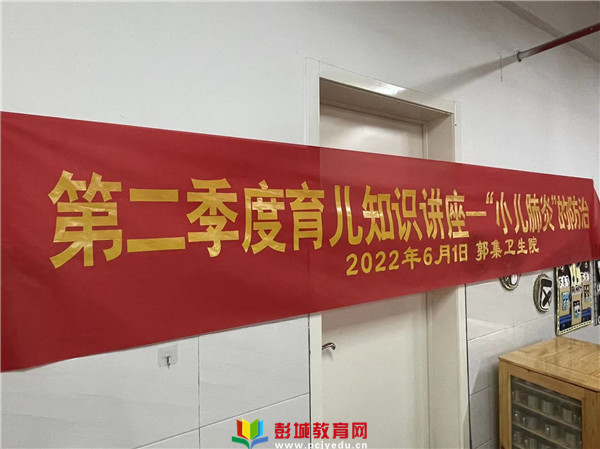 第二季度育儿知识讲座—“小儿肺炎”的防治
2022年6月1日 郭集卫生院
彭城教育网
www.pcjyedu.cn